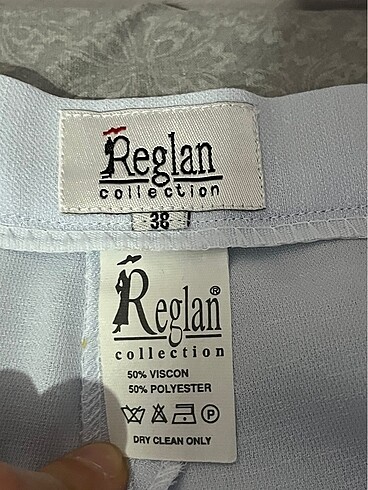 Reglan
collection
38
Reglan®
collection
50% VISCON
50% POLYESTER
P
DRY CLEAN ONLY